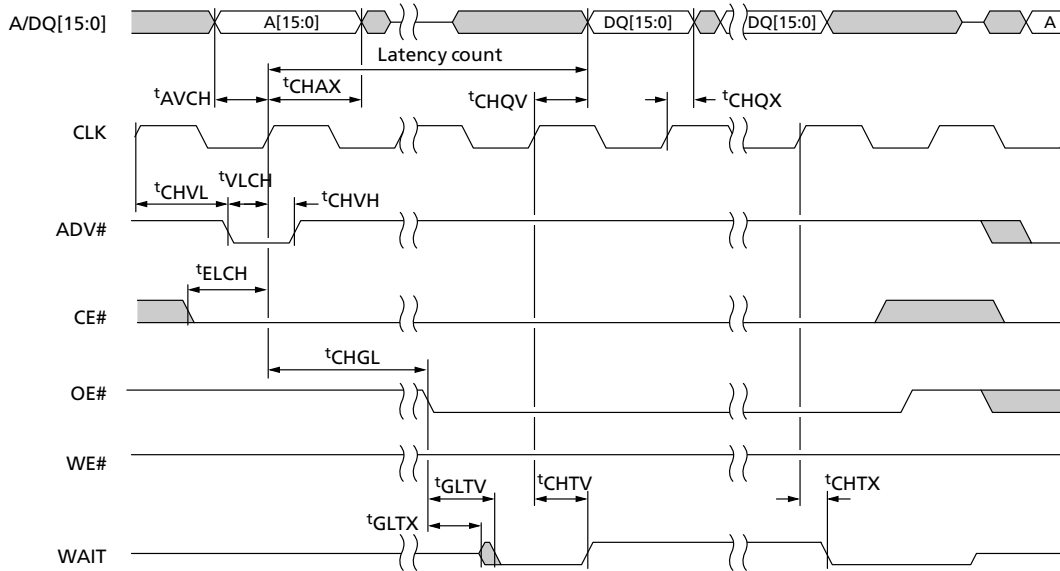 A/DQ[15:0] A[15:0] DQ[15:0] DQ[15:0] A
Latency count
tAVCH tCHAX tCHQV tCHQX
CLK
tCHVL tVLCH tCHVH
ADV#
tELCH
CE#
tCHGL
OE#
WE#
tGLTV tCHTV tCHTX
tGLTX
WAIT